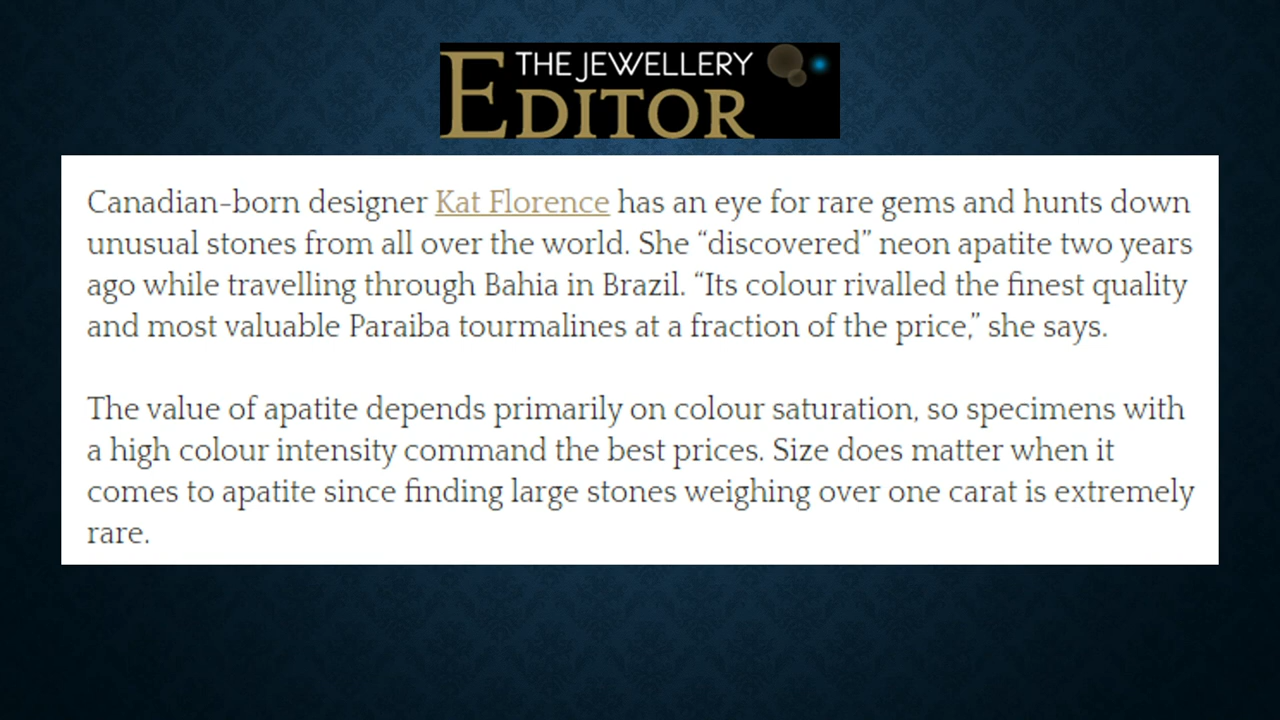 THE JEWELLERY
EDITOR
Canadian-born designer Kat Florence has an eye for rare gems and hunts down
unusual stones from all over the world. She “discovered” neon apatite two years
ago while travelling through Bahia in Brazil. “Its colour rivalled the finest quality
and most valuable Paraiba tourmalines at a fraction of the price,” she says.
The value of apatite depends primarily on colour saturation, so specimens with
a high colour intensity command the best prices. Size does matter when it
comes to apatite since finding large stones weighing over one carat is extremely
rare.